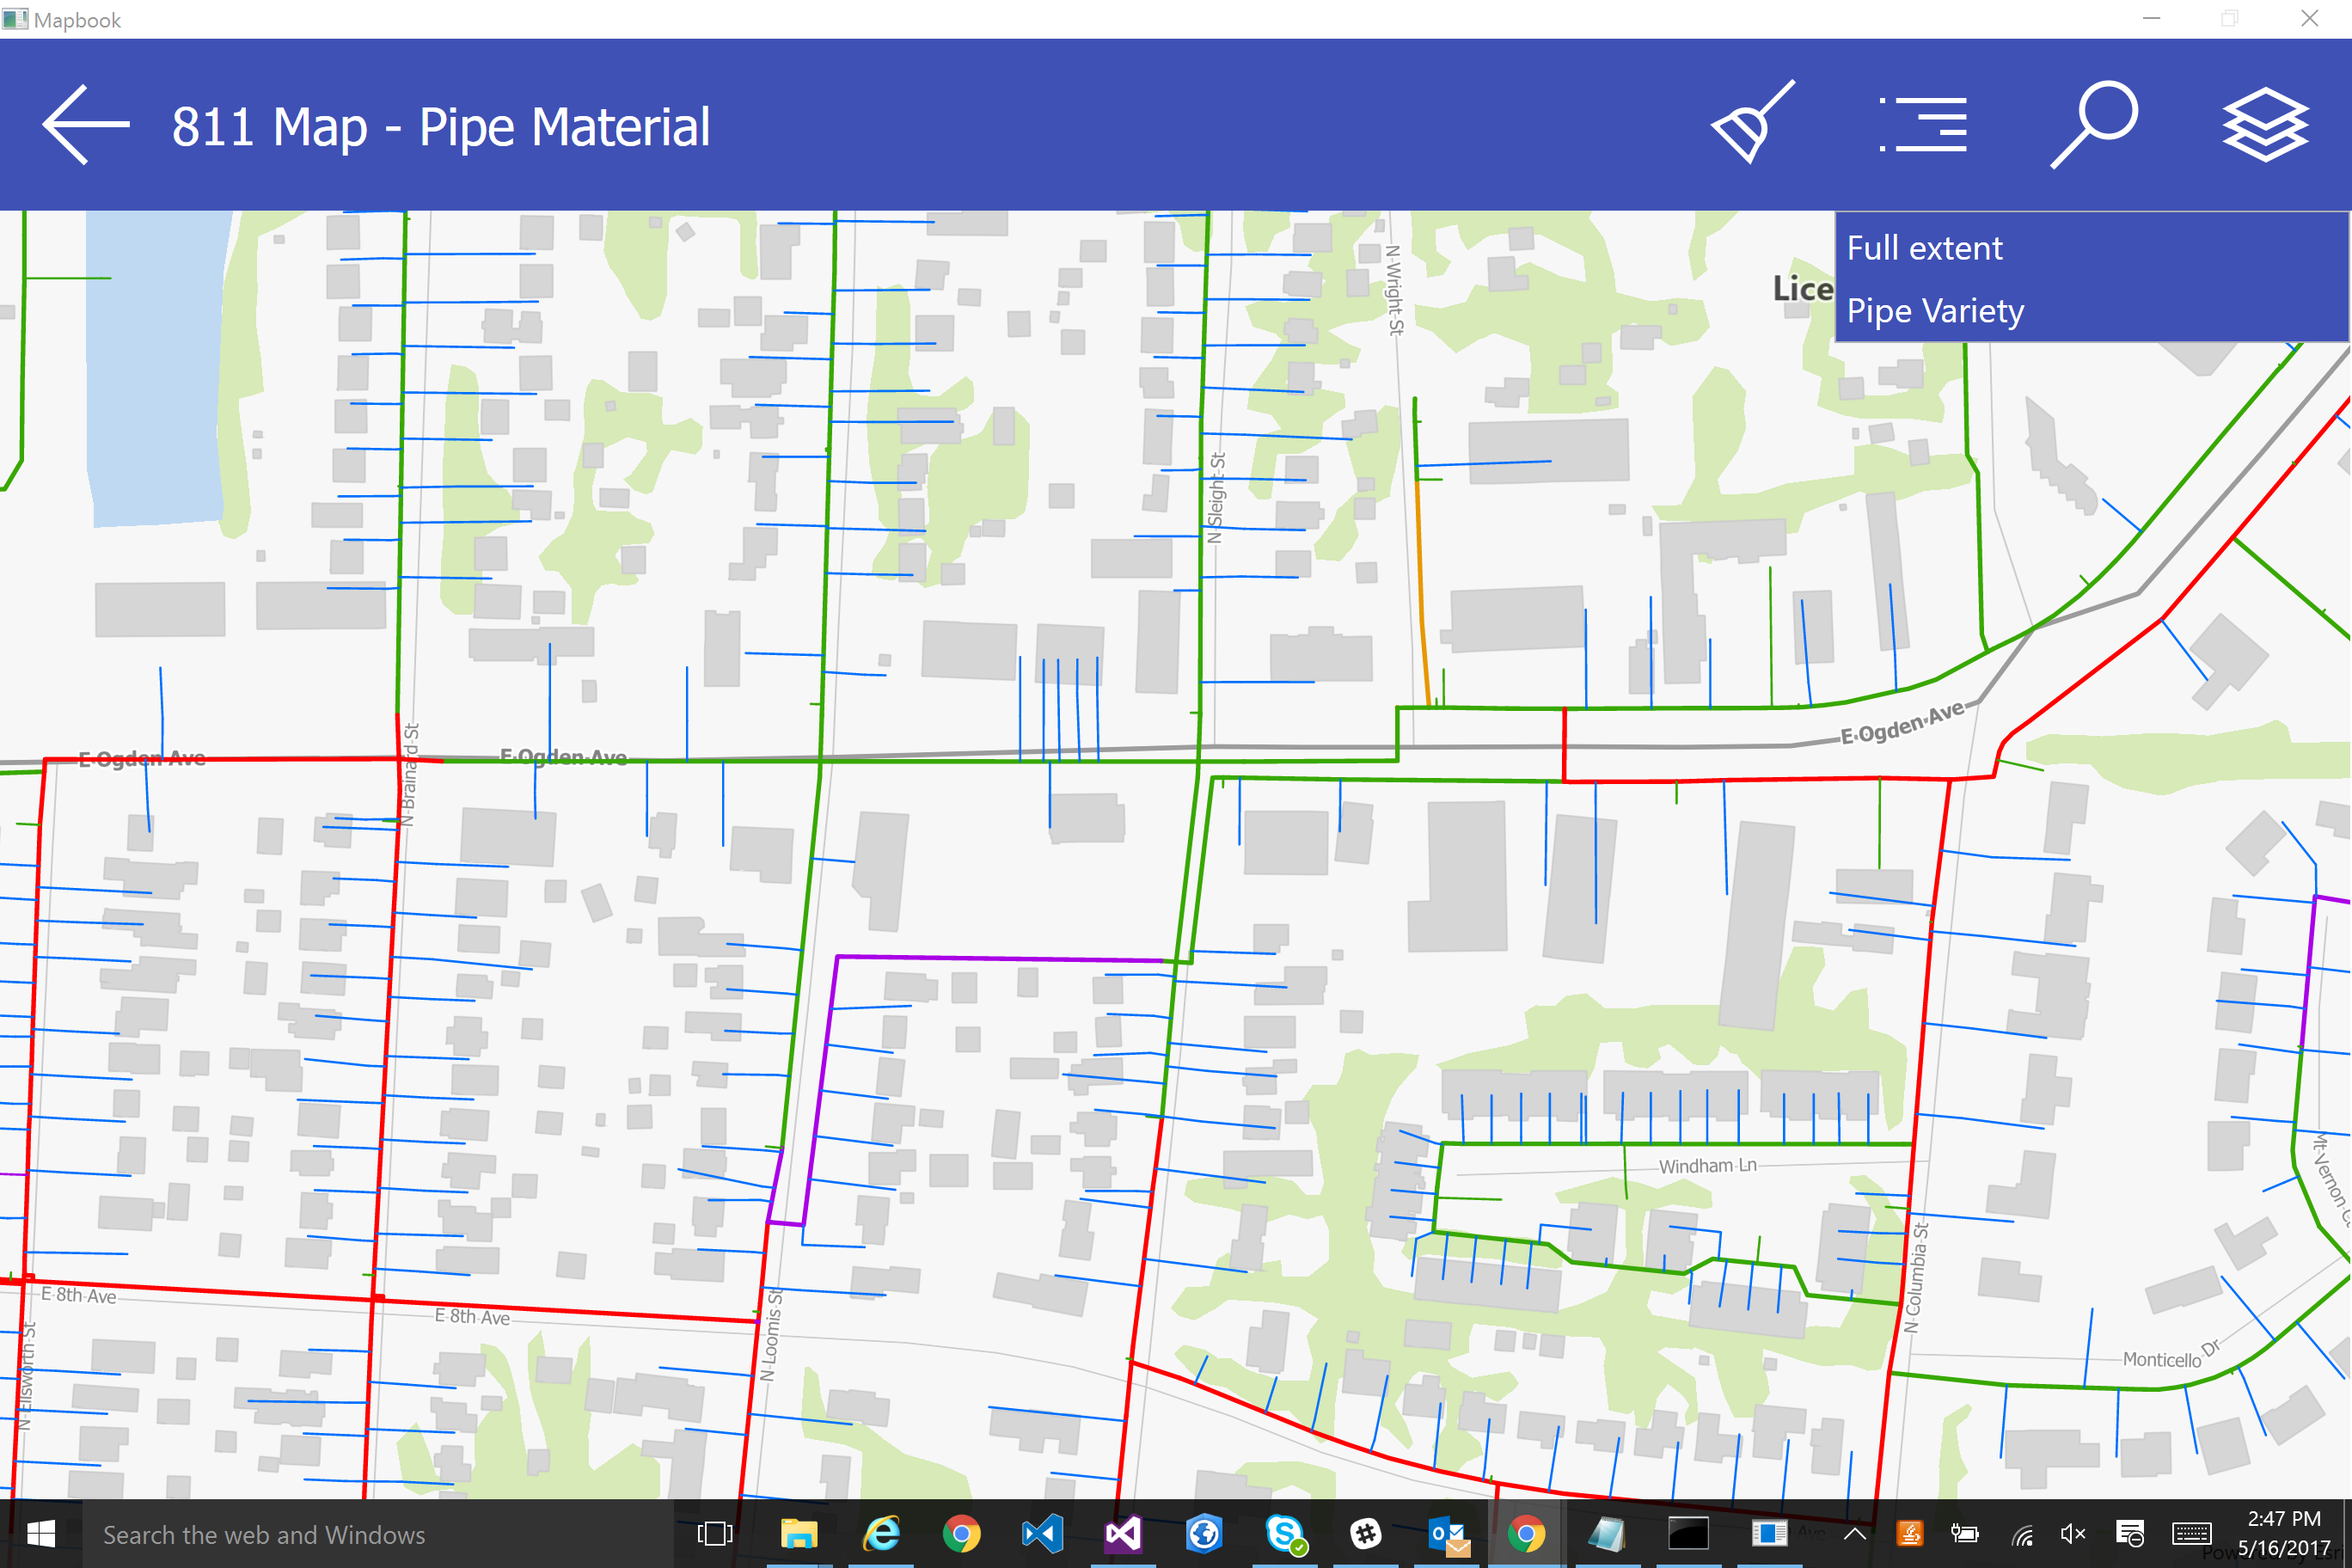 Mapbook
811 Map - Pipe Material
Full extent
Pipe Variety
Lice
N Wright St
N Sleight St
E Ogden Ave
E Ogden Ave
E Ogden Ave
N Brainard St
Windham Ln
Mt Vernon Ct
N Columbia St
E 8th Ave
E 8th Ave
N Loomis St
N Ellsworth St
Monticello Dr
Search the web and Windows
Ave
2:47 PM
5/16/2017